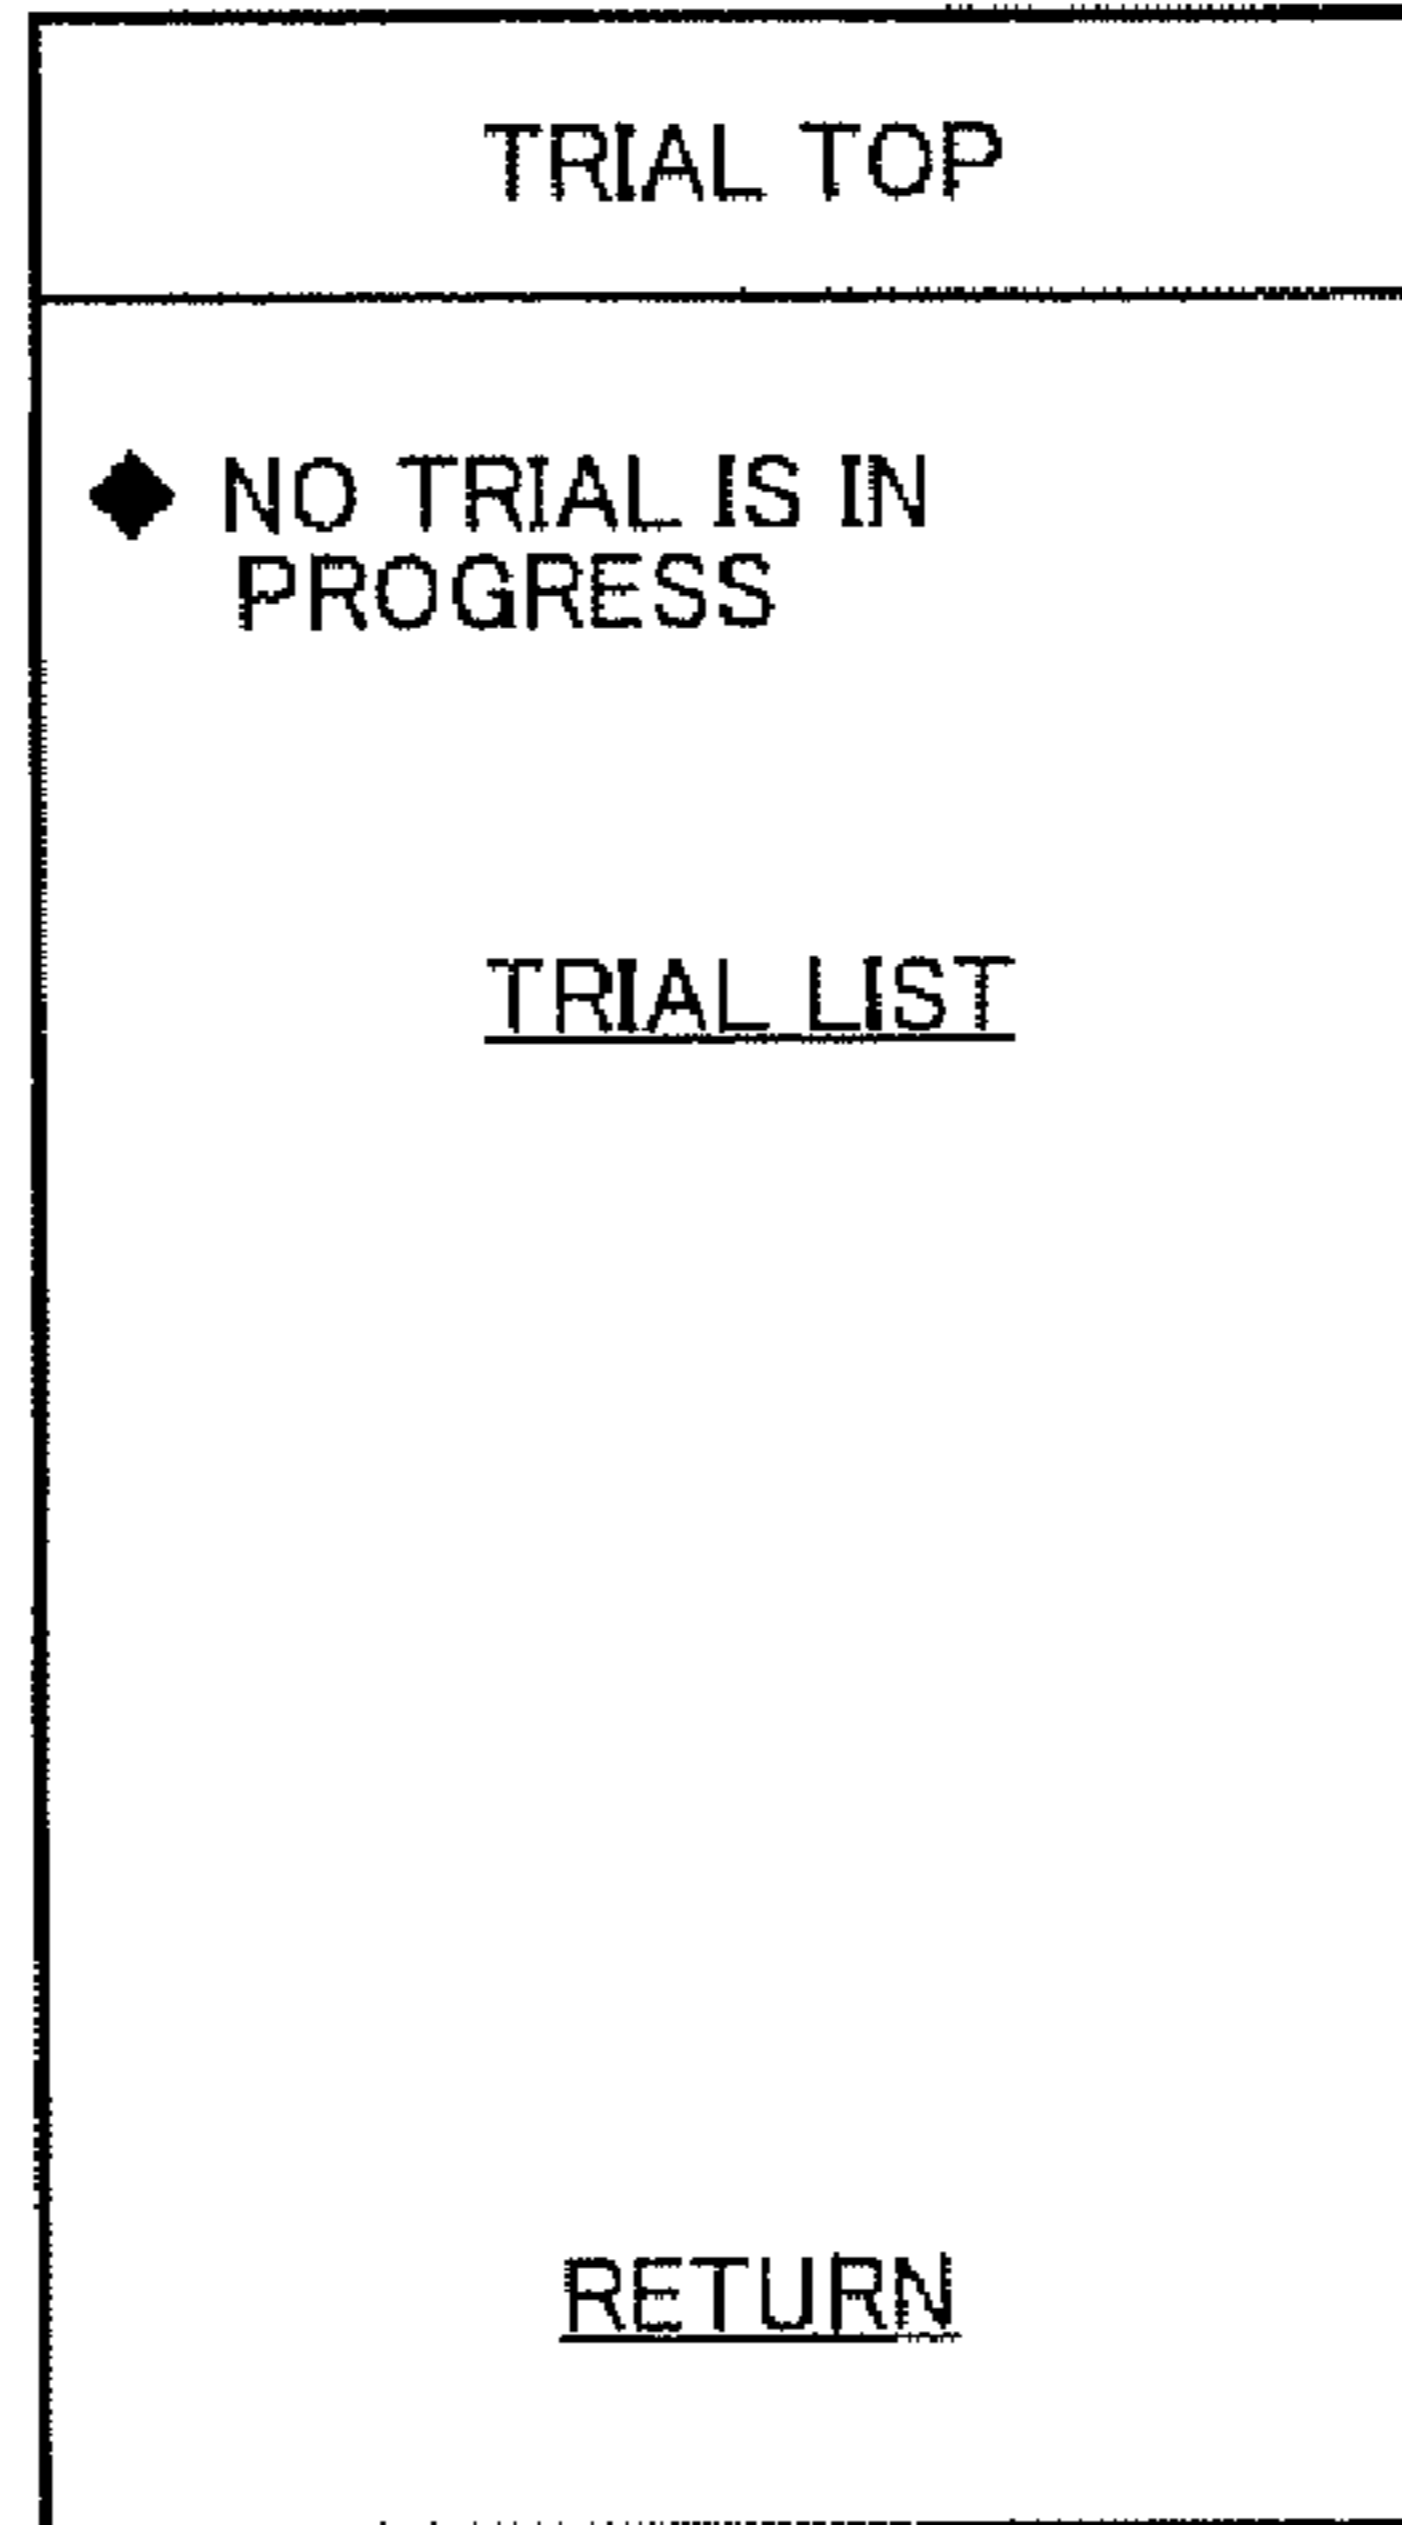 TRIAL TOP
◆ NO TRIAL IS IN
PROGRESS
TRIAL LIST
RETURN